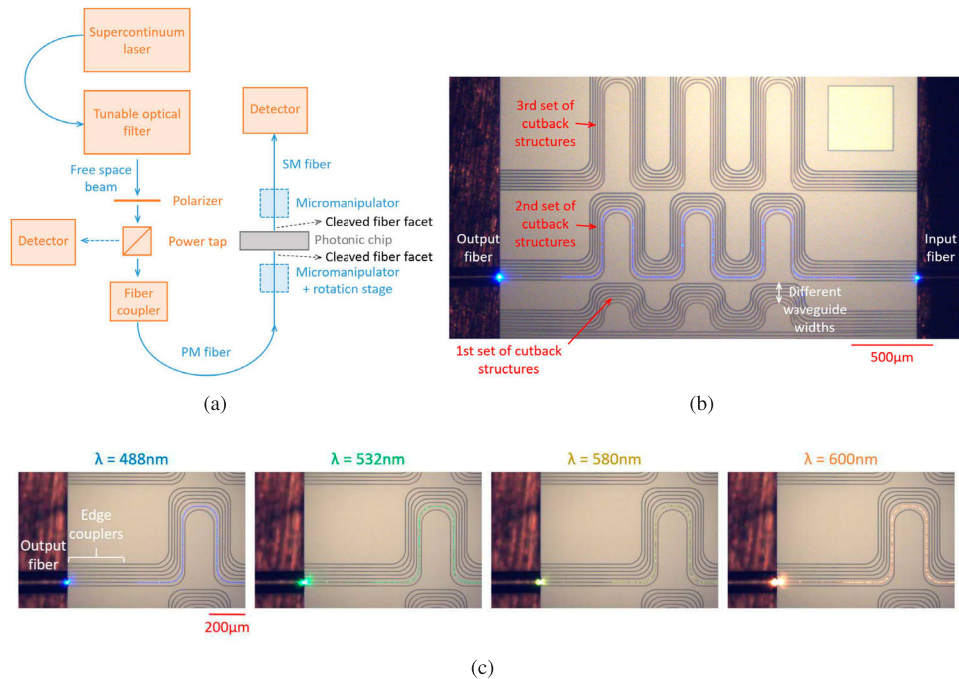 Supercontinuum
laser
Tunable optical
filter
Free space
beam
Polarizer
Detector
Power tap
Fiber
coupler
PM fiber
Detector
SM fiber
Micromanipulator
Cleaved fiber facet
Photonic chip
Cleaved fiber facet
Micromanipulator
+ rotation stage
(a)
3rd set of
cutback
structures
2nd set of
cutback
structures
Output
fiber
Input
fiber
Different
waveguide
widths
1st set of cutback
structures
500μm
(b)
λ = 488nm
λ = 532nm
λ = 580nm
λ = 600nm
Edge
couplers
Output
fiber
200μm
(c)